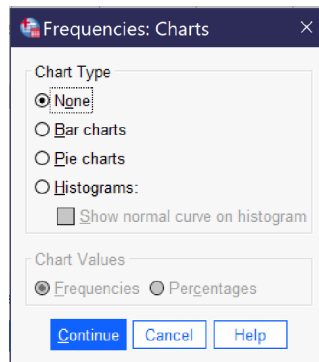 Frequencies: Charts
Chart Type
None
Bar charts
Pie charts
Histograms:
Show normal curve on histogram
Chart Values
Frequencies Percentages
Continue Cancel Help